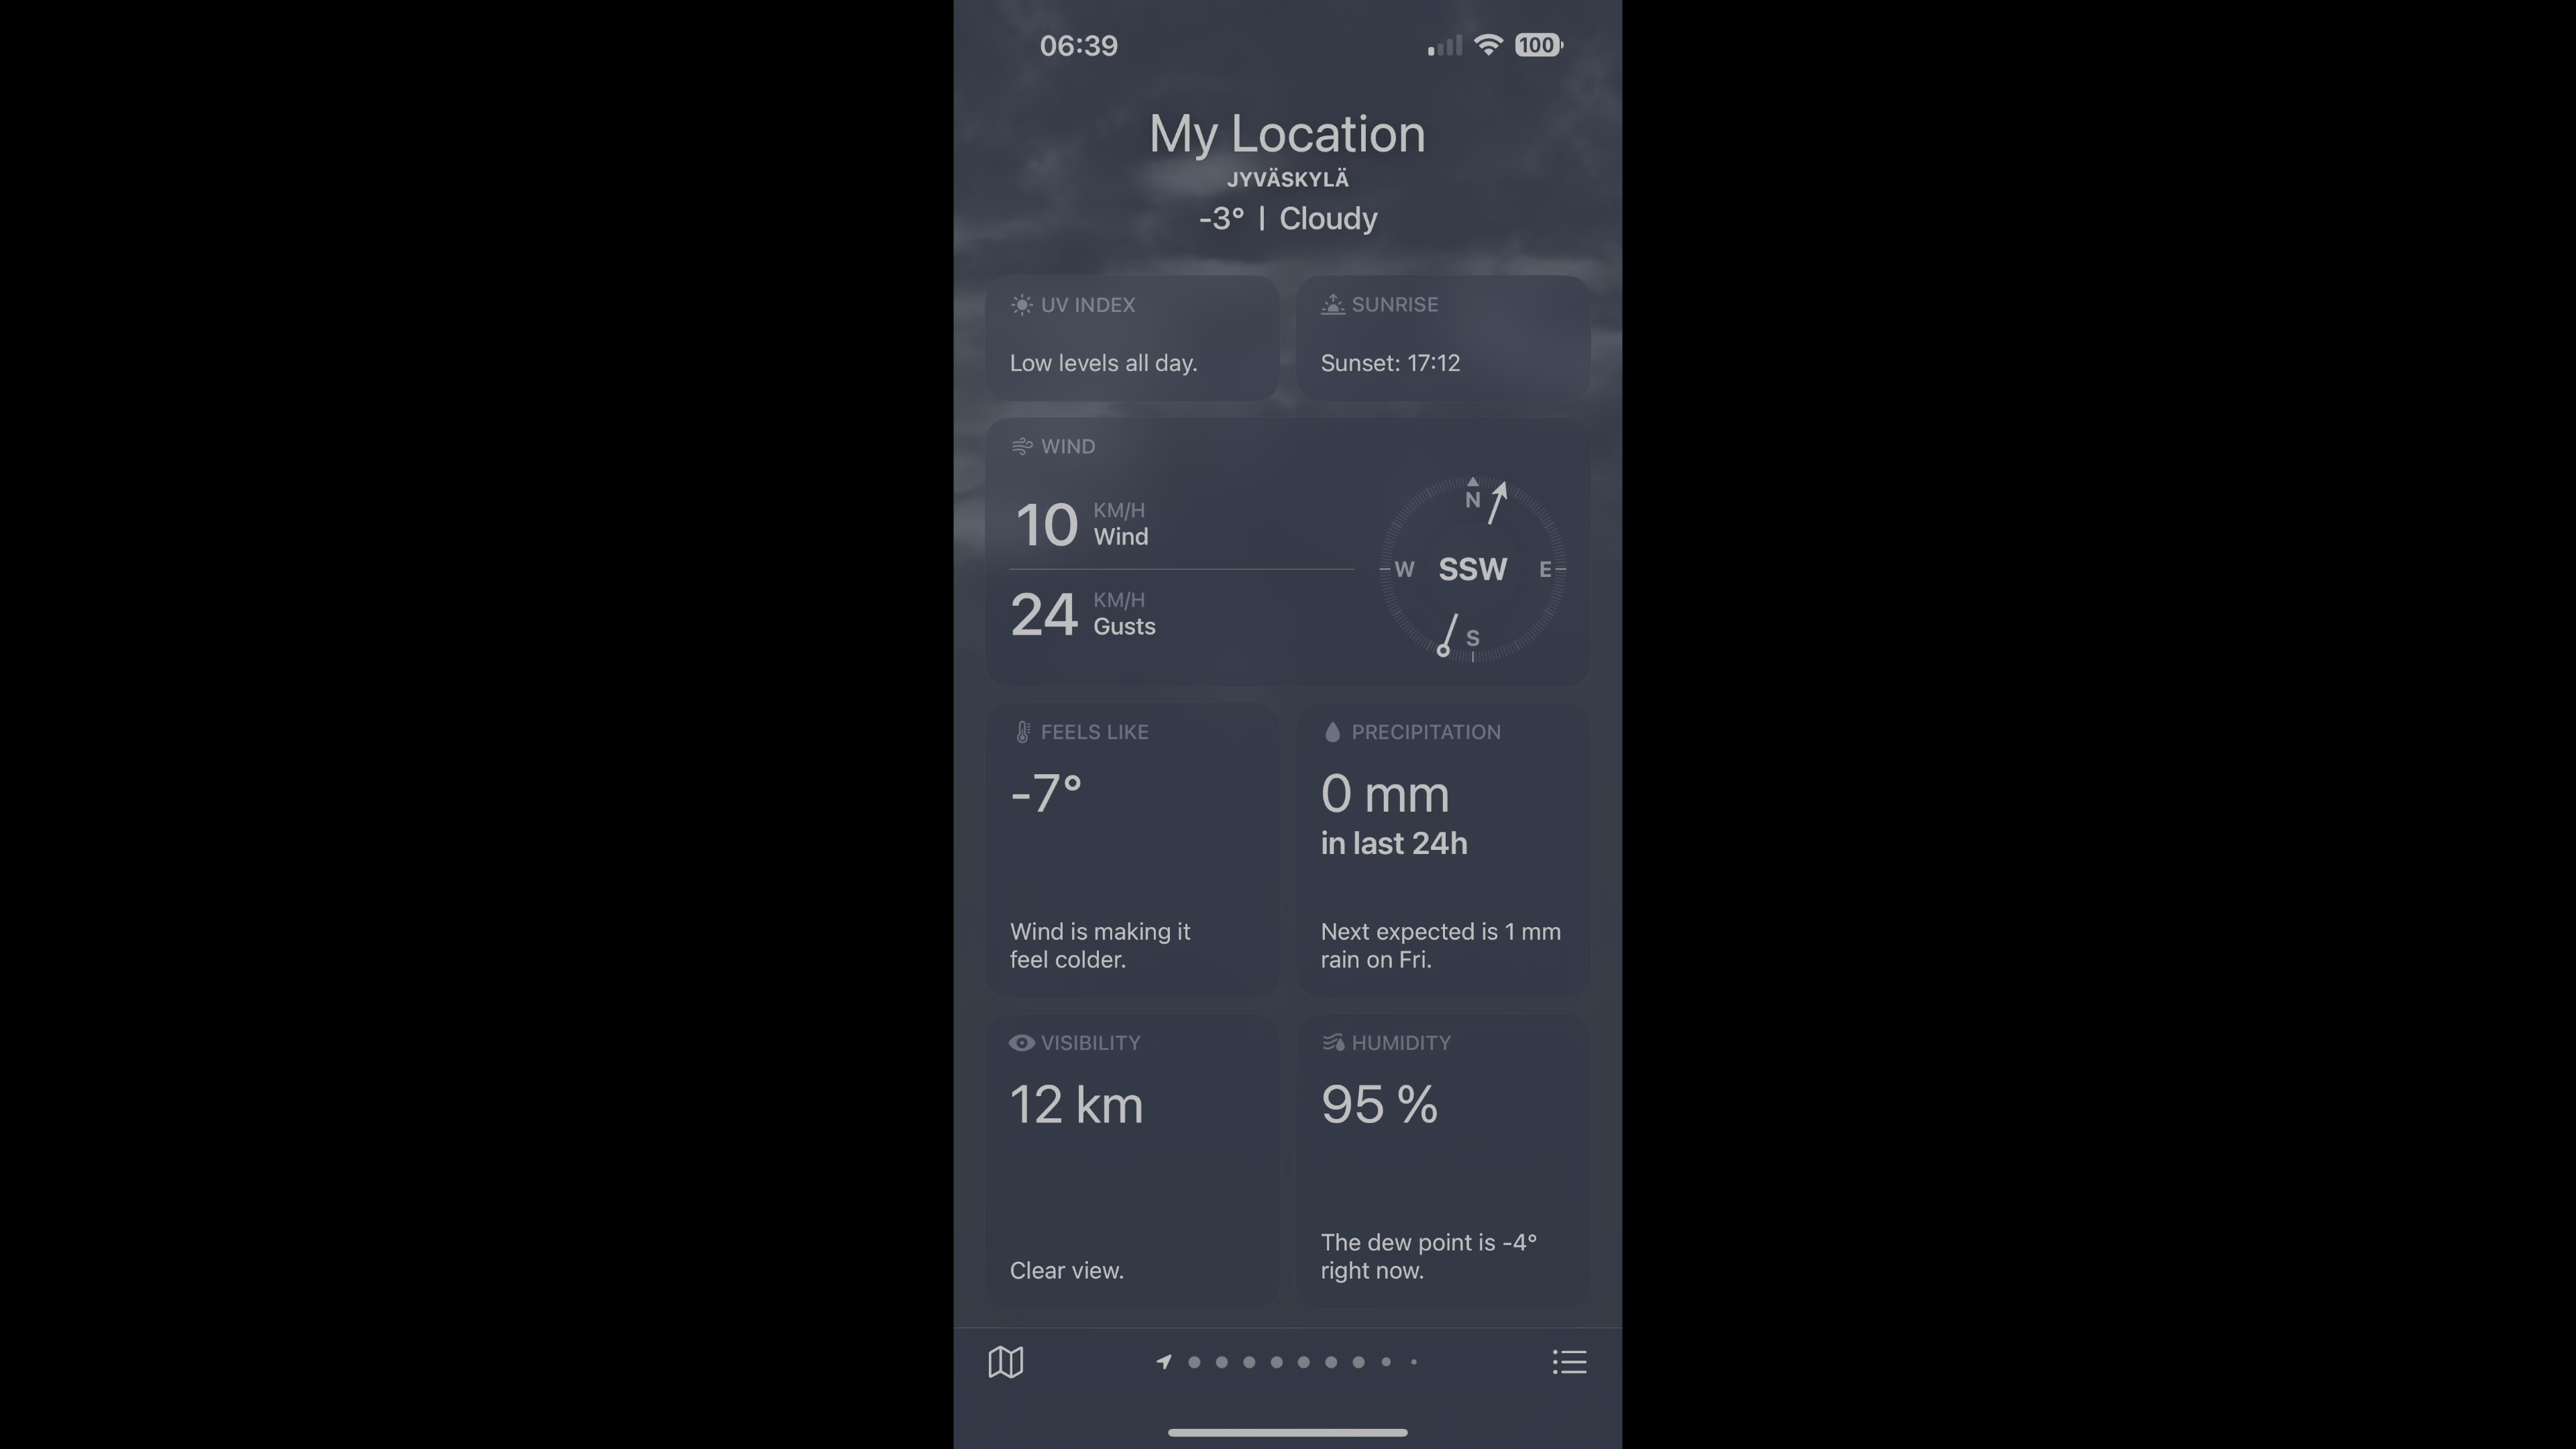 06:39
100
My Location
JYVÄSKYLÄ
-3° | Cloudy
UV INDEX
Low levels all day.
SUNRISE
Sunset: 17:12
WIND
10 KM/H
Wind
24 KM/H
Gusts
N
W SSW E
S
FEELS LIKE
-7°
Wind is making it
feel colder.
PRECIPITATION
0 mm
in last 24h
Next expected is 1 mm
rain on Fri.
VISIBILITY
12 km
Clear view.
HUMIDITY
95 %
The dew point is -4°
right now.